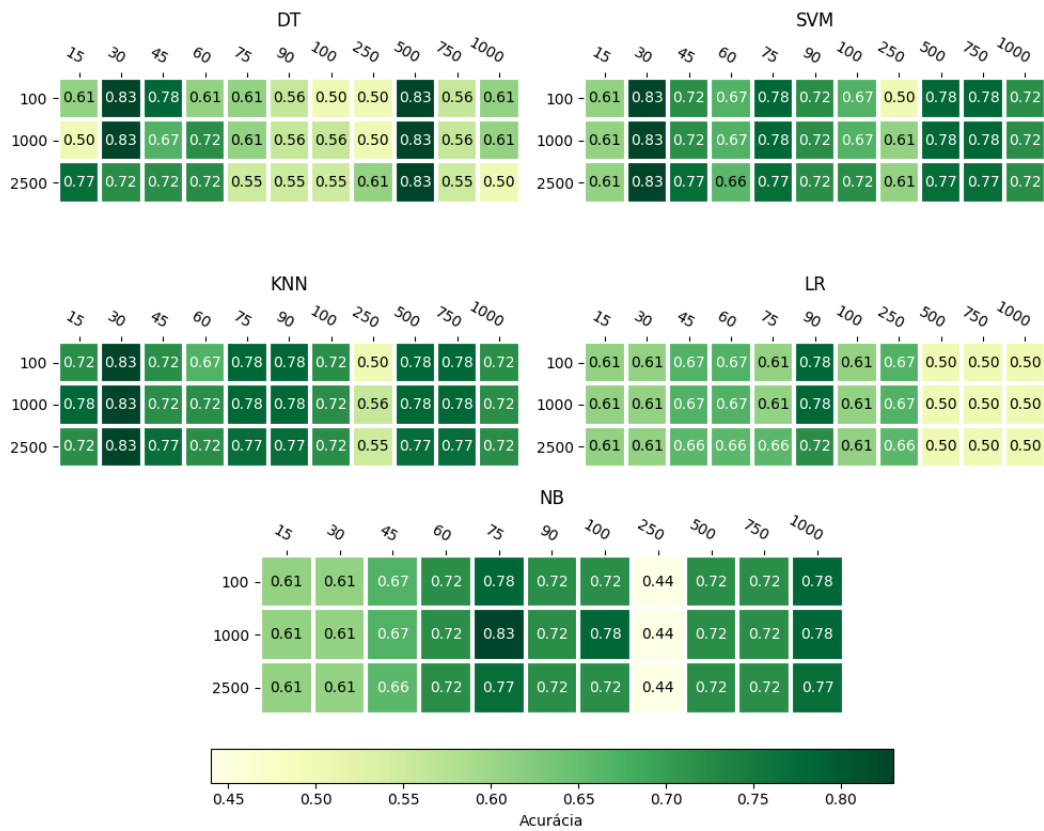 DT
15 30 45 60 75 90 100 250 500 750 1000
100 0.61 0.83 0.78 0.61 0.61 0.56 0.50 0.50 0.83 0.56 0.61
1000 0.50 0.83 0.67 0.72 0.61 0.56 0.56 0.50 0.83 0.56 0.61
2500 0.77 0.72 0.72 0.72 0.55 0.55 0.55 0.61 0.83 0.55 0.50
SVM
15 30 45 60 75 90 100 250 500 750 1000
0.61 0.83 0.72 0.67 0.78 0.72 0.67 0.50 0.78 0.78 0.72
0.61 0.83 0.72 0.67 0.78 0.72 0.67 0.61 0.78 0.78 0.72
0.61 0.83 0.77 0.66 0.77 0.72 0.72 0.61 0.77 0.77 0.72
KNN
15 30 45 60 75 90 100 250 500 750 1000
100 0.72 0.83 0.72 0.67 0.78 0.78 0.72 0.50 0.78 0.78 0.72
1000 0.78 0.83 0.72 0.72 0.78 0.78 0.72 0.56 0.78 0.78 0.72
2500 0.72 0.83 0.77 0.72 0.77 0.77 0.72 0.55 0.77 0.77 0.72
LR
15 30 45 60 75 90 100 250 500 750 1000
0.61 0.61 0.67 0.67 0.61 0.78 0.61 0.67 0.50 0.50 0.50
0.61 0.61 0.67 0.67 0.61 0.78 0.61 0.67 0.50 0.50 0.50
0.61 0.61 0.66 0.66 0.66 0.72 0.61 0.66 0.50 0.50 0.50
NB
15 30 45 60 75 90 100 250 500 750 1000
100 0.61 0.61 0.67 0.72 0.78 0.72 0.72 0.44 0.72 0.72 0.78
1000 0.61 0.61 0.67 0.72 0.83 0.72 0.78 0.44 0.72 0.72 0.78
2500 0.61 0.61 0.66 0.72 0.77 0.72 0.72 0.44 0.72 0.72 0.77
0.45 0.50 0.55 0.60 0.65 0.70 0.75 0.80
Acurácia